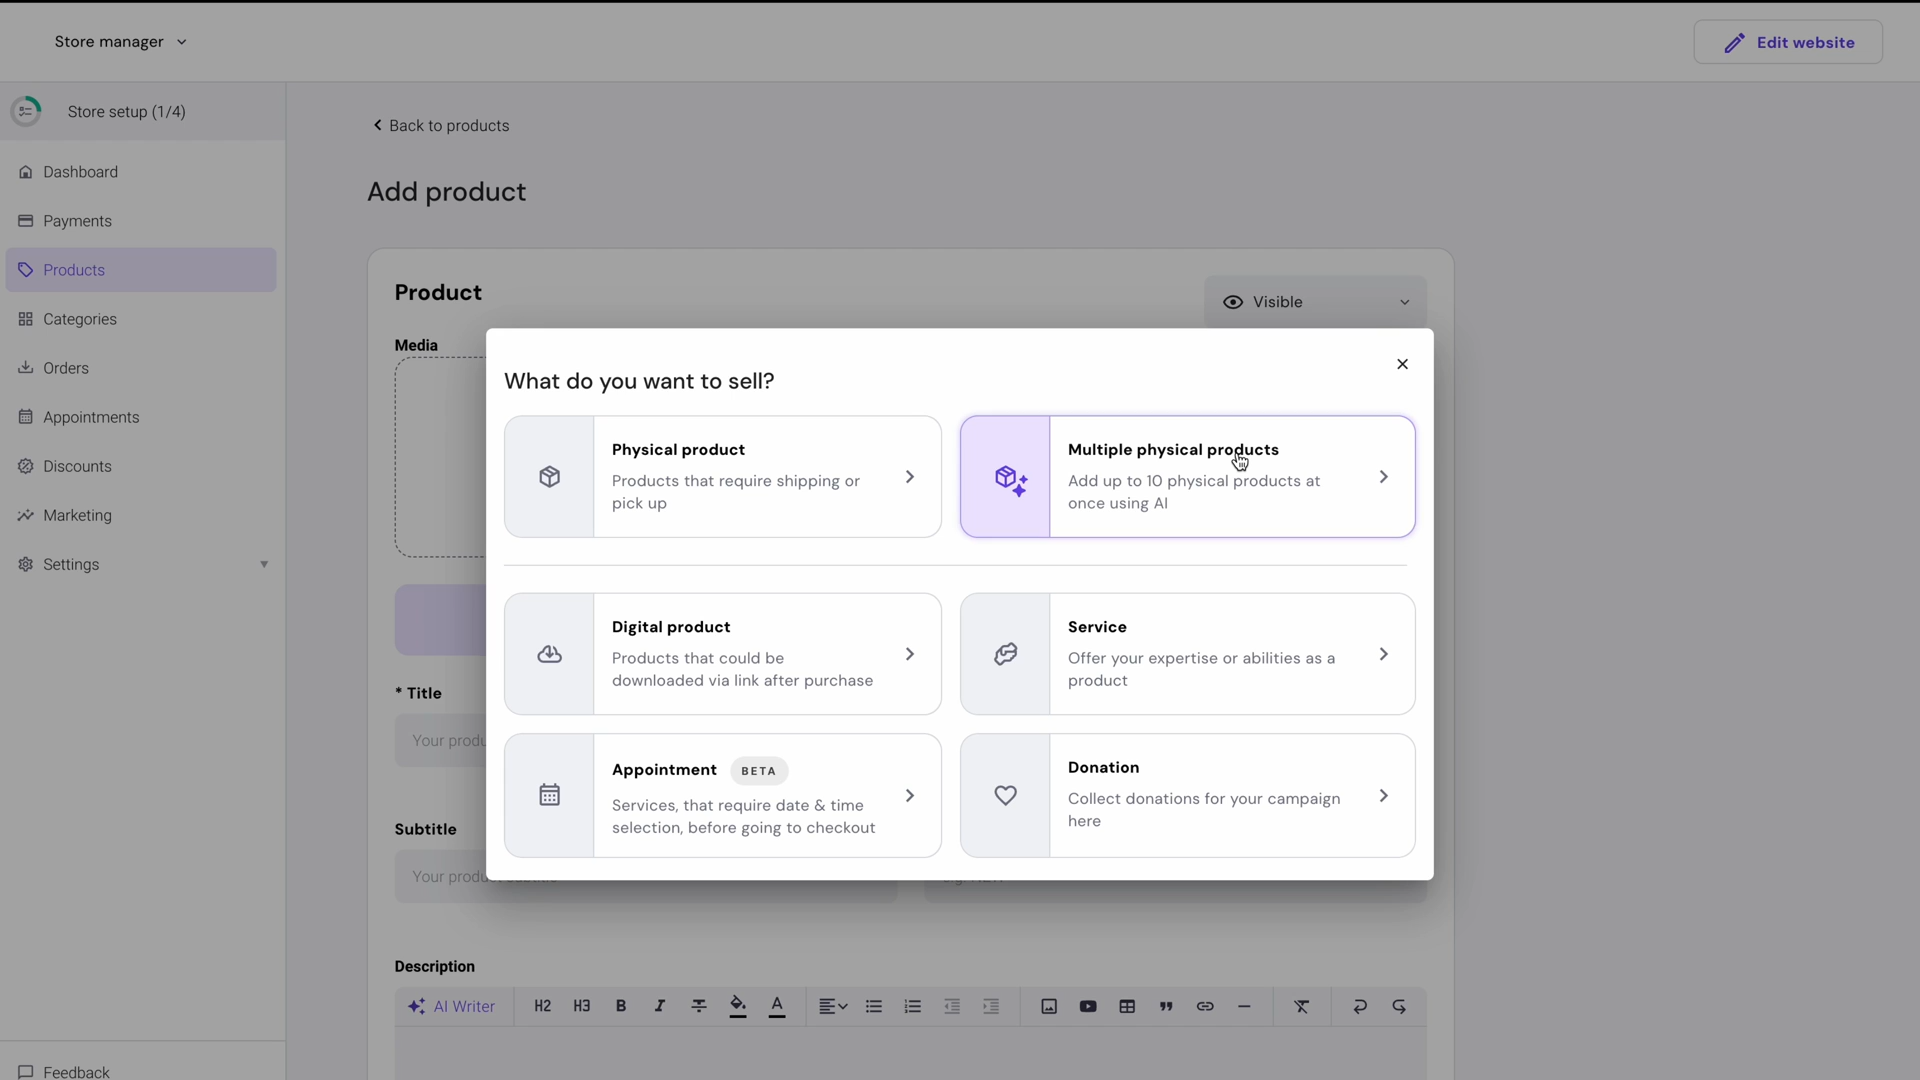 Store manager
Edit website
Store setup (1/4)
Dashboard
Payments
Products
Categories
Orders
Appointments
Discounts
Marketing
Settings
Feedback
Back to products
Add product
Product
Visible
Media
What do you want to sell?
Physical product
Products that require shipping or
pick up
Multiple physical products
Add up to 10 physical products at
once using AI
Digital product
Products that could be
downloaded via link after purchase
Service
Offer your expertise or abilities as a
product
Appointment BETA
Services, that require date & time
selection, before going to checkout
Donation
Collect donations for your campaign
here
* Title
Your produ
Subtitle
Your produ
Description
AI Writer H2 H3 B I A